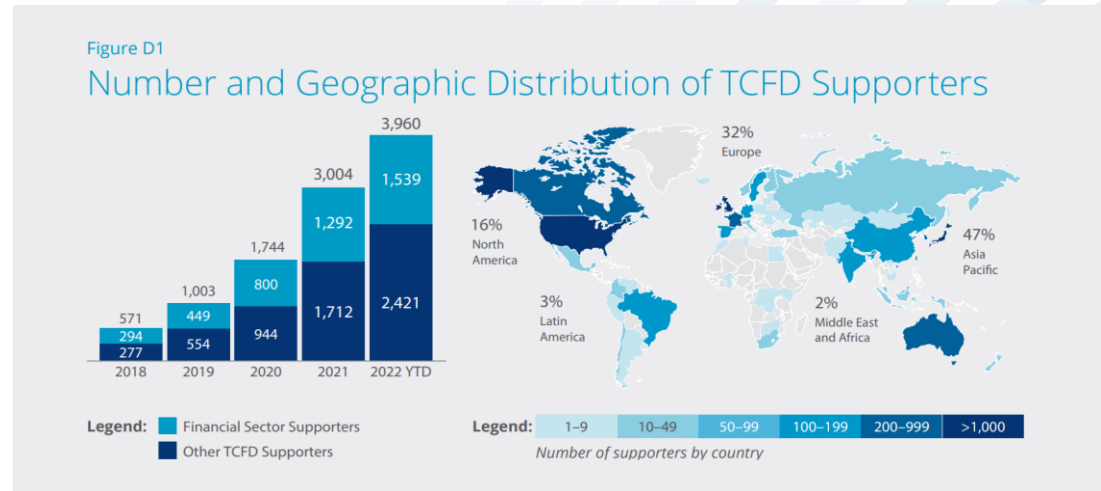 Figure D1
Number and Geographic Distribution of TCFD Supporters
3,960
3,004
1,744
1,003
571
1,539
1,292
800
449
294
2,421
1,712
944
554
277
2018
2019
2020
2021
2022 YTD
Legend:
Financial Sector Supporters
Other TCFD Supporters
32%
Europe
16%
North
America
47%
Asia
Pacific
3%
Latin
America
2%
Middle East
and Africa
Legend:
1–9
10–49
50–99
100–199
200–999
>1,000
Number of supporters by country